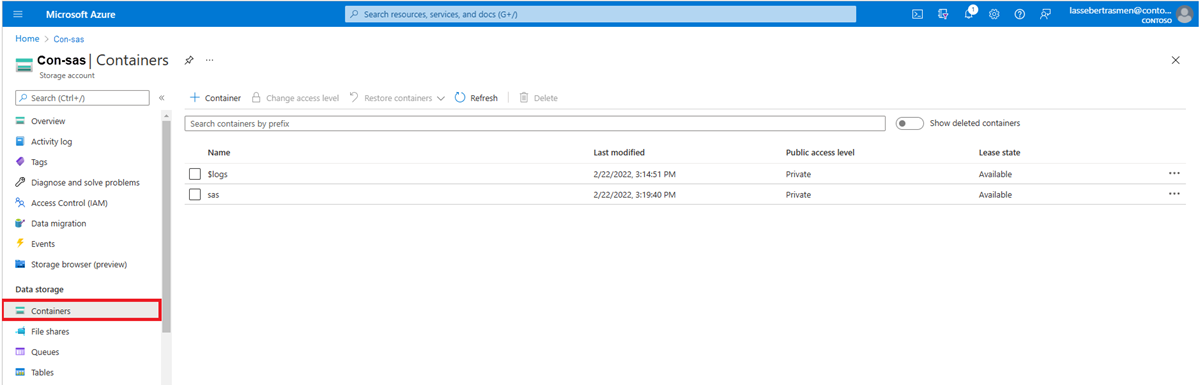 Microsoft Azure
Search resources, services, and docs (G+/)
1
lassebertrasmen@conto...
CONTOSO
Home > Con-sas
Con-sas | Containers
...
Storage account
Search (Ctrl+/)
«
+ Container
Change access level
Restore containers
Refresh
Delete
Overview
Activity log
Tags
Diagnose and solve problems
Access Control (IAM)
Data migration
Events
Storage browser (preview)
Data storage
Containers
File shares
Queues
Tables
Search containers by prefix
Show deleted containers
Name Last modified Public access level Lease state
$logs 2/22/2022, 3:14:51 PM Private Available ...
sas 2/22/2022, 3:19:40 PM Private Available ...